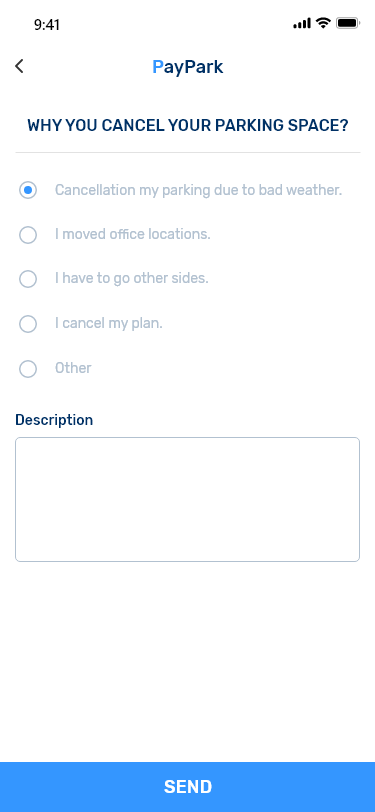 9:41
PayPark
WHY YOU CANCEL YOUR PARKING SPACE?
Cancellation my parking due to bad weather.
I moved office locations.
I have to go other sides.
I cancel my plan.
Other
Description
SEND